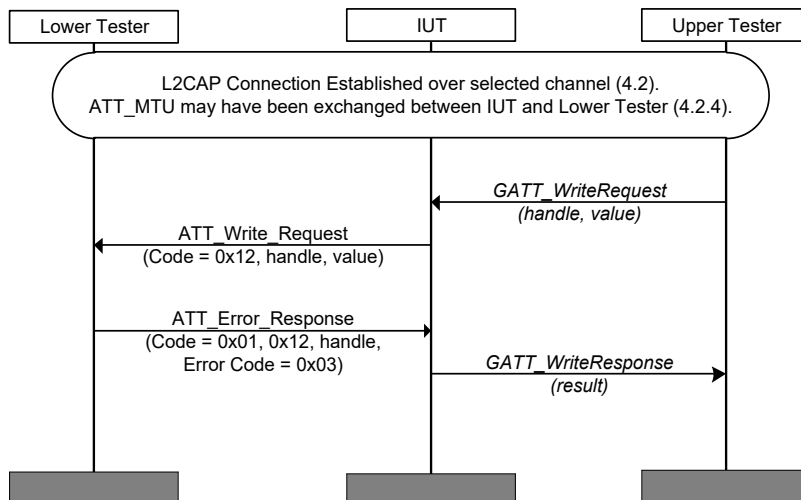 Lower Tester
IUT
Upper Tester
L2CAP Connection Established over selected channel (4.2).
ATT_MTU may have been exchanged between IUT and Lower Tester (4.2.4).
GATT_WriteRequest
(handle, value)
ATT_Write_Request
(Code = 0x12, handle, value)
ATT_Error_Response
(Code = 0x01, 0x12, handle,
Error Code = 0x03)
GATT_WriteResponse
(result)